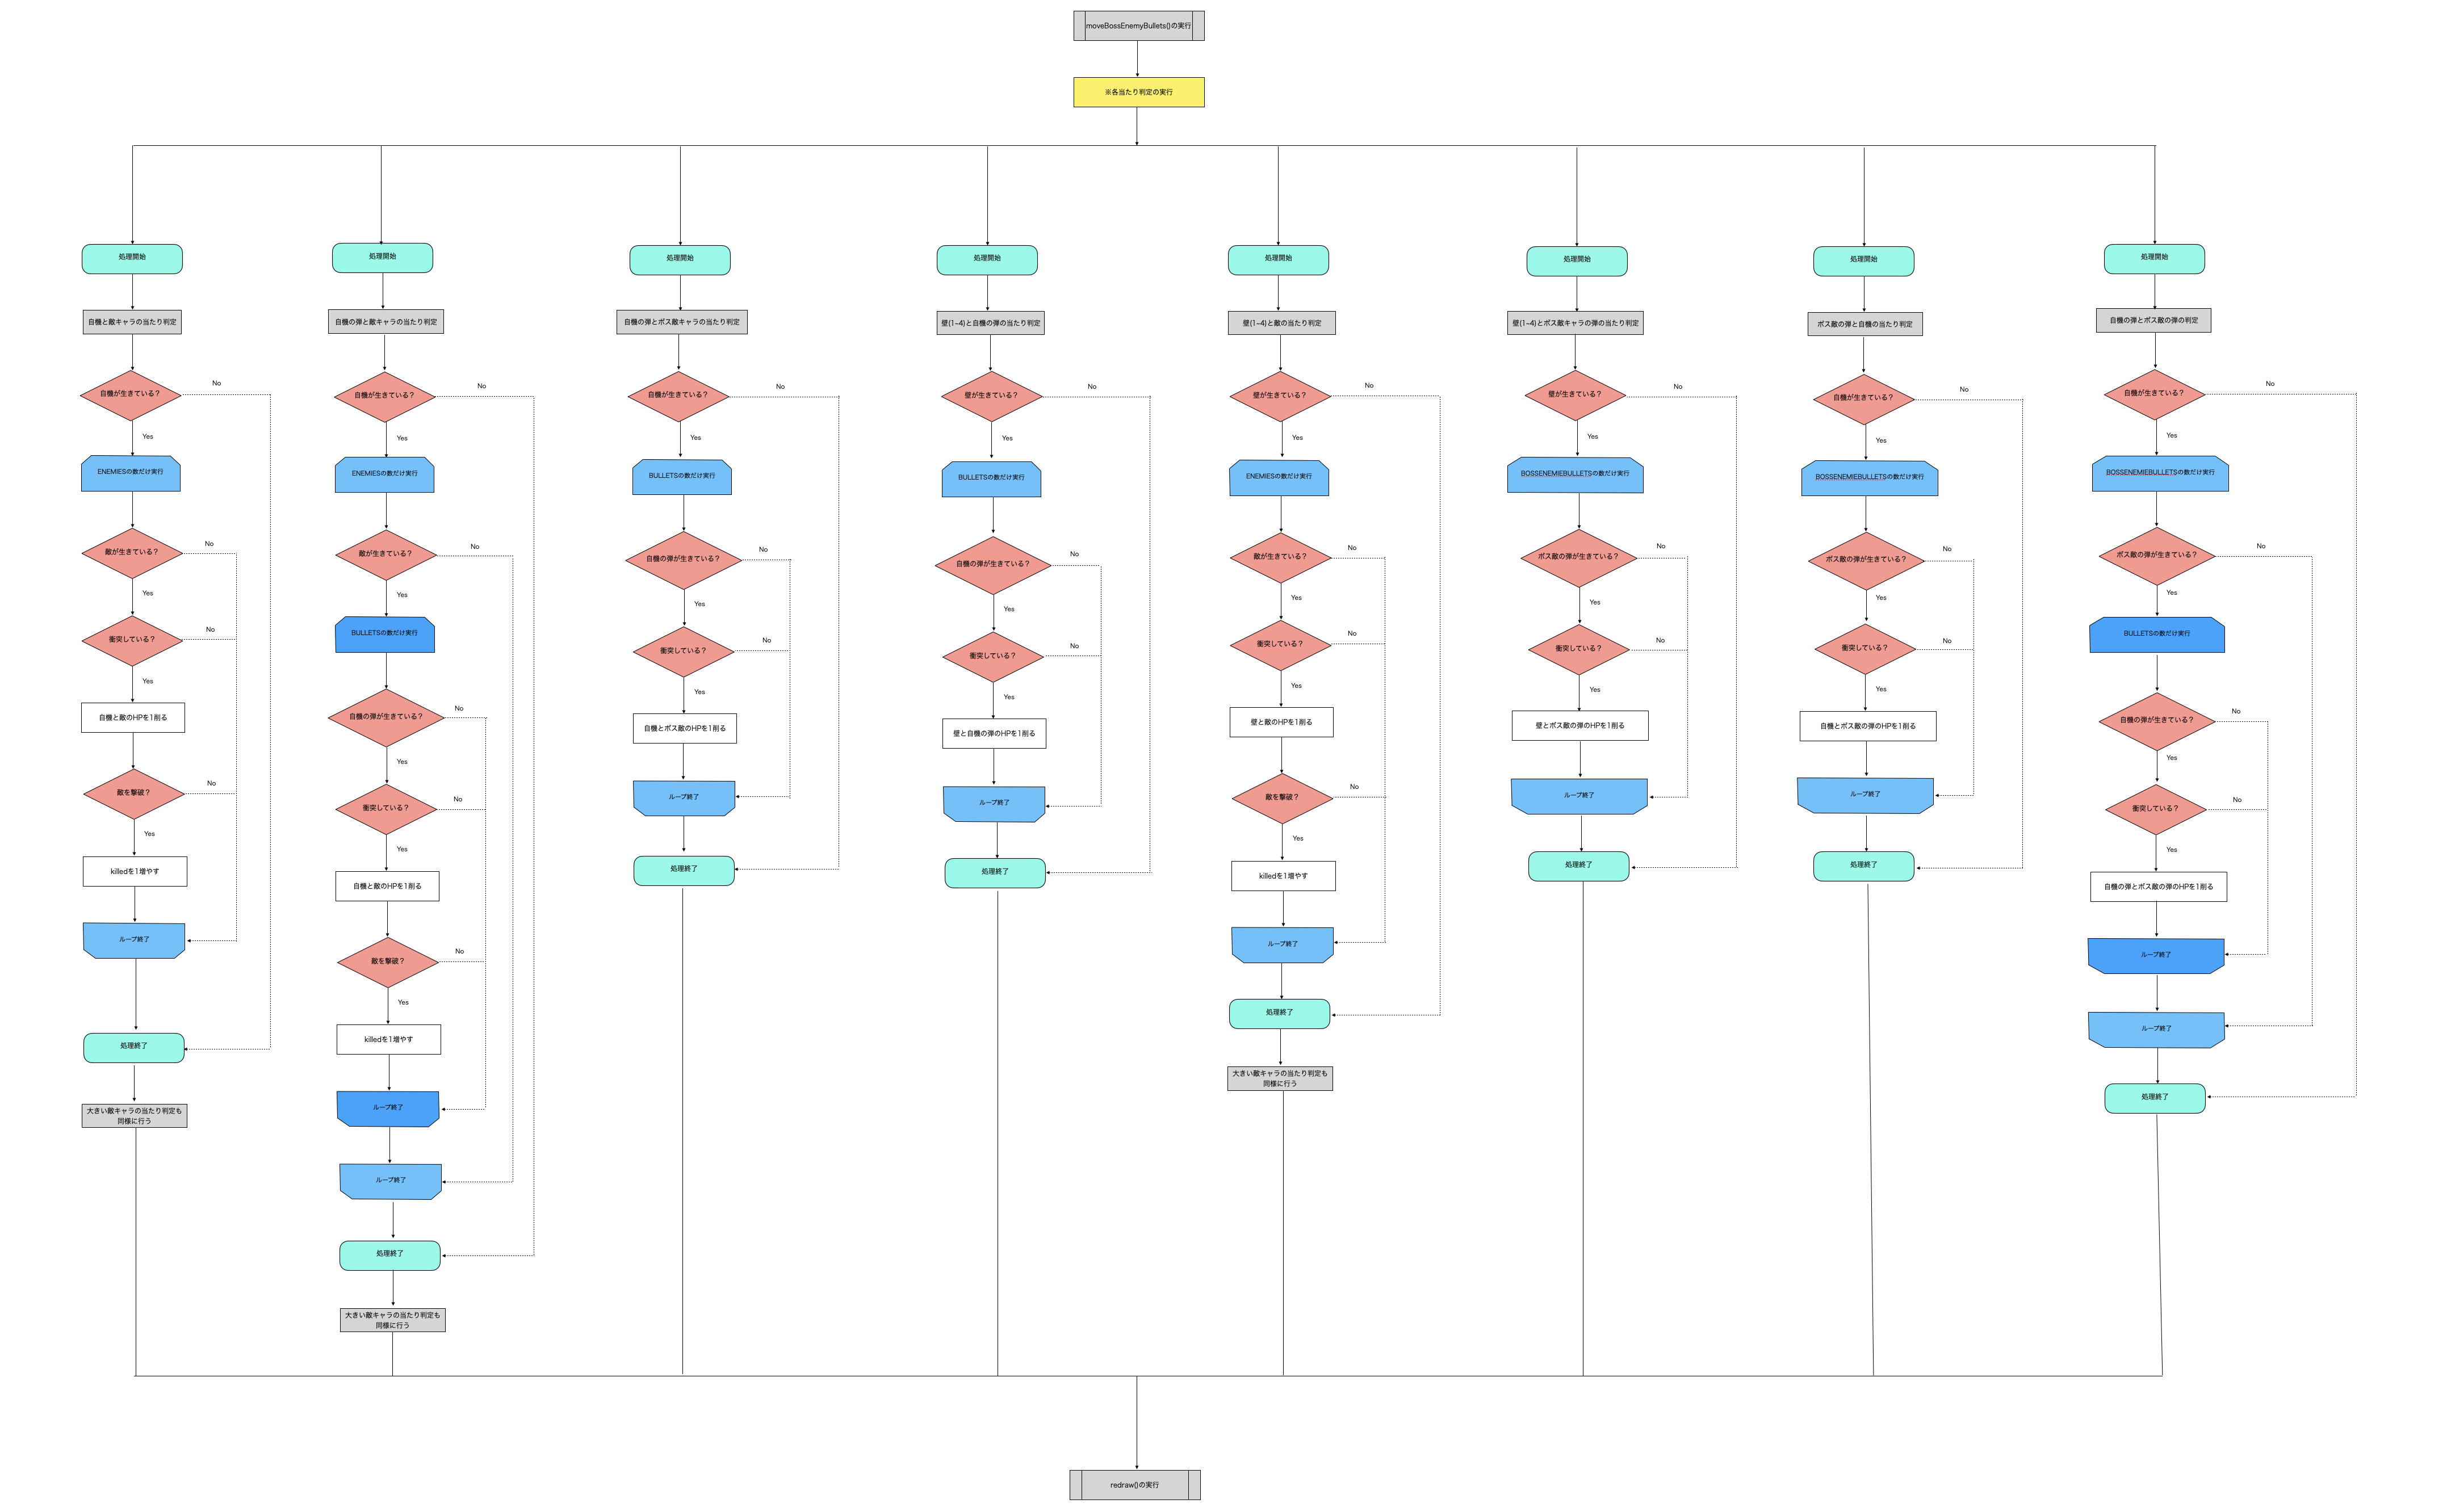 moveBossEnemyBullets()の実行
※各当たり判定の実行
処理開始
自機と敵キャラの当たり判定
自機が生きている？
No
Yes
ENEMIESの数だけ実行
敵が生きている？
No
Yes
衝突している？
No
Yes
自機と敵のHPを1削る
敵を撃破？
No
Yes
killedを1増やす
ループ終了
処理終了
大きい敵キャラの当たり判定も
同様に行う
処理開始
自機の弾と敵キャラの当たり判定
自機が生きている？
No
Yes
ENEMIESの数だけ実行
敵が生きている？
No
Yes
BULLETSの数だけ実行
自機の弾が生きている？
No
Yes
衝突している？
No
Yes
自機と敵のHPを1削る
敵を撃破？
No
Yes
killedを1増やす
ループ終了
ループ終了
処理終了
大きい敵キャラの当たり判定も
同様に行う
処理開始
自機の弾とボス敵キャラの当たり判定
自機が生きている？
No
Yes
BULLETSの数だけ実行
自機の弾が生きている？
No
Yes
衝突している？
No
Yes
自機とボス敵のHPを1削る
ループ終了
処理終了
処理開始
壁(1~4)と自機の弾の当たり判定
壁が生きている？
No
Yes
BULLETSの数だけ実行
自機の弾が生きている？
No
Yes
衝突している？
No
Yes
壁と自機の弾のHPを1削る
ループ終了
処理終了
処理開始
壁(1~4)と敵の当たり判定
壁が生きている？
No
Yes
ENEMIESの数だけ実行
敵が生きている？
No
Yes
衝突している？
No
Yes
壁と敵のHPを1削る
敵を撃破？
No
Yes
killedを1増やす
ループ終了
処理終了
大きい敵キャラの当たり判定も
同様に行う
処理開始
壁(1~4)とボス敵キャラの弾の当たり判定
壁が生きている？
No
Yes
BOSSENEMIEBULLETSの数だけ実行
ボス敵の弾が生きている？
No
Yes
衝突している？
No
Yes
壁とボス敵の弾のHPを1削る
ループ終了
処理終了
処理開始
ボス敵の弾と自機の当たり判定
自機が生きている？
No
Yes
BOSSENEMIEBULLETSの数だけ実行
ボス敵の弾が生きている？
No
Yes
衝突している？
No
Yes
自機とボス敵の弾のHPを1削る
ループ終了
処理終了
処理開始
自機の弾とボス敵の弾の判定
自機が生きている？
No
Yes
BOSSENEMIEBULLETSの数だけ実行
ボス敵の弾が生きている？
No
Yes
BULLETSの数だけ実行
自機の弾が生きている？
No
Yes
衝突している？
No
Yes
自機の弾とボス敵の弾のHPを1削る
ループ終了
ループ終了
処理終了
redraw()の実行